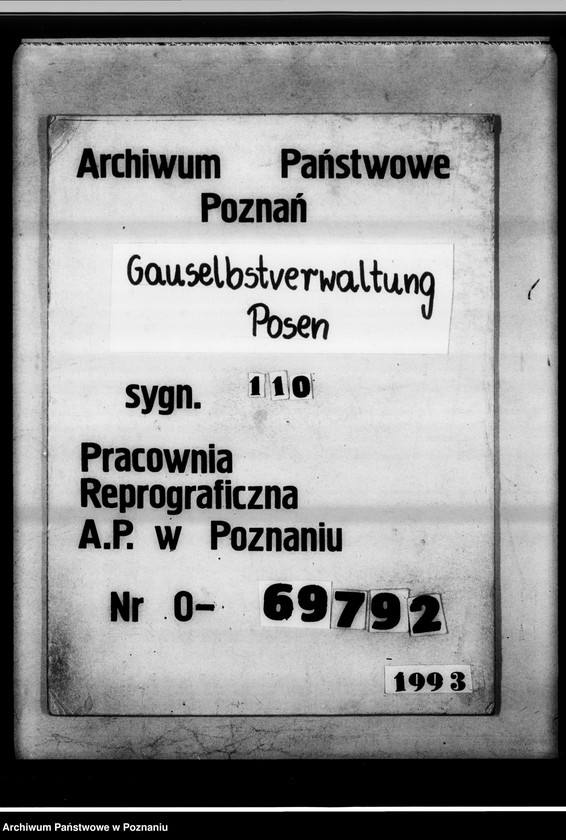 Archiwum Państwowe
Poznań
Gauselbstverwaltung
Posen
sygn. 110
Pracownia
Reprograficzna
A.P. w Poznaniu
Nr 0- 69792
1993
Archiwum Państwowe w Poznaniu